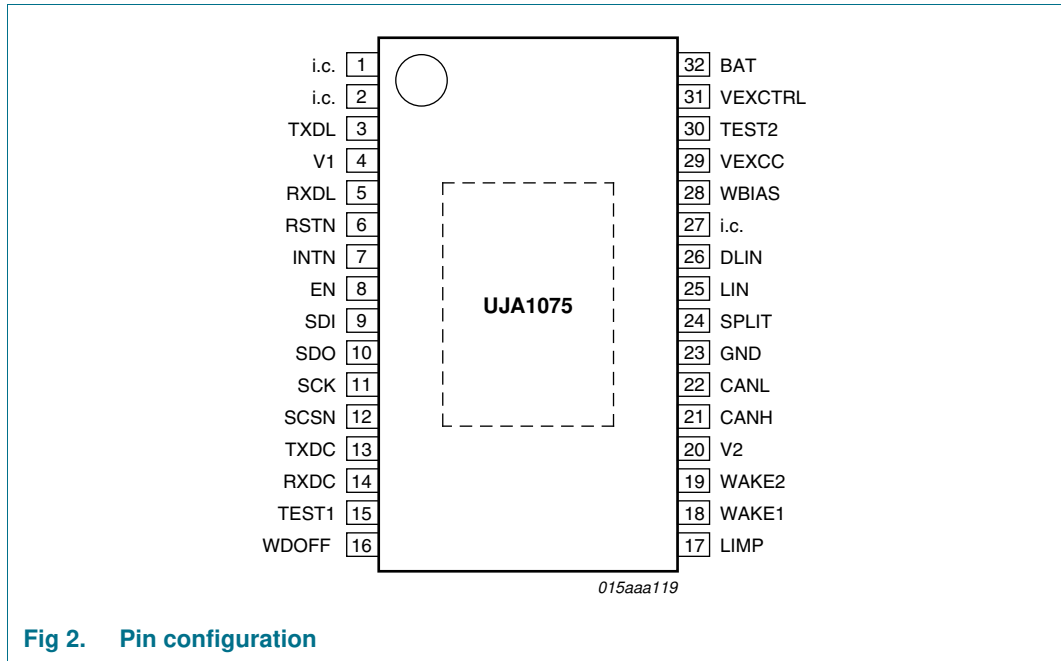 i.c. 1 32 BAT
i.c. 2 31 VEXCTRL
TXDL 3 30 TEST2
V1 4 29 VEXCC
RXDL 5 28 WBIAS
RSTN 6 27 i.c.
INTN 7 26 DLIN
EN 8 25 LIN
UJA1075
SDI 9 24 SPLIT
SDO 10 23 GND
SCK 11 22 CANL
SCSN 12 21 CANH
TXDC 13 20 V2
RXDC 14 19 WAKE2
TEST1 15 18 WAKE1
WDOFF 16 17 LIMP
015aaa119
Fig 2. Pin configuration